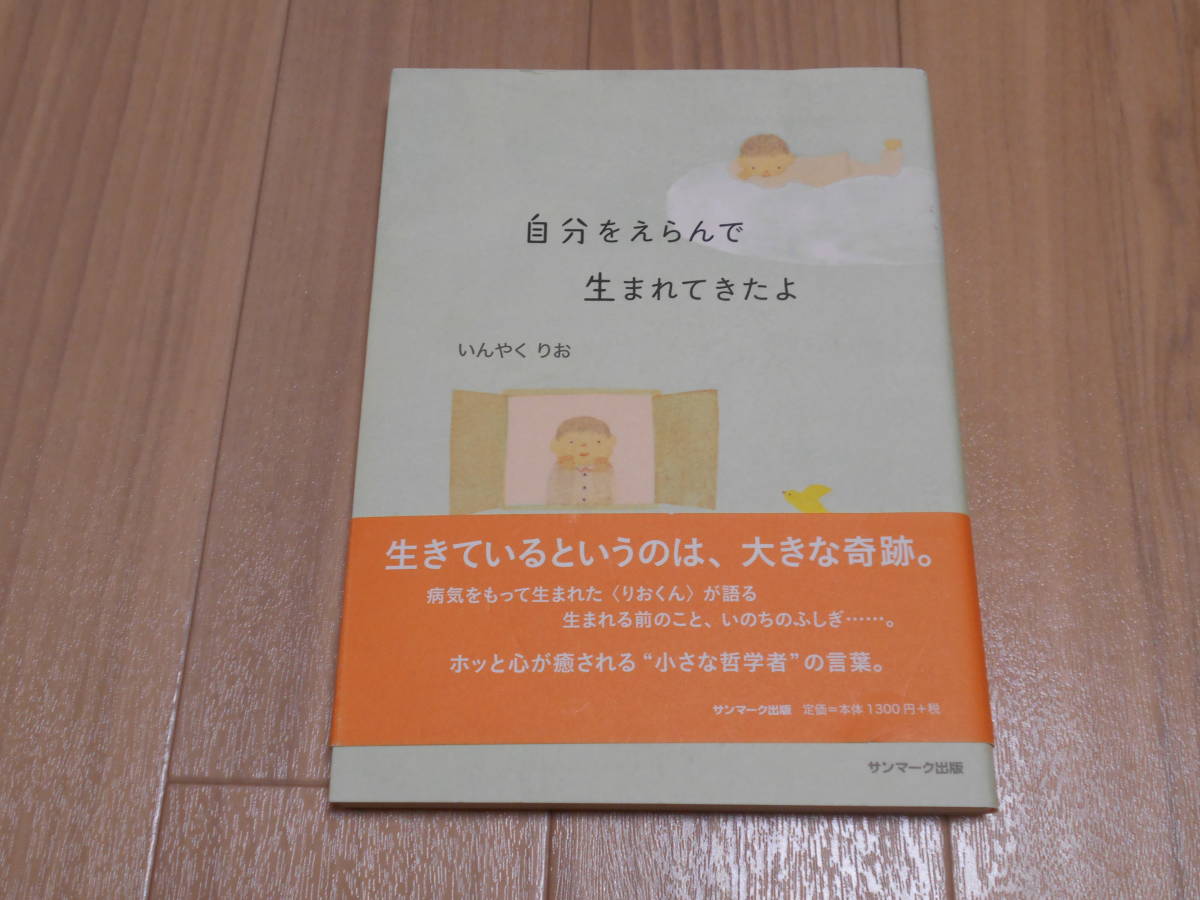 自分をえらんで
生まれてきたよ
いんやく りお
生きているというのは、大きな奇跡。
病気をもって生まれた〈りおくん〉が語る
生まれる前のこと、いのちのふしぎ……。
ホッと心が癒される“小さな哲学者”の言葉。
サンマーク出版 定価=本体1300円+税
サンマーク出版